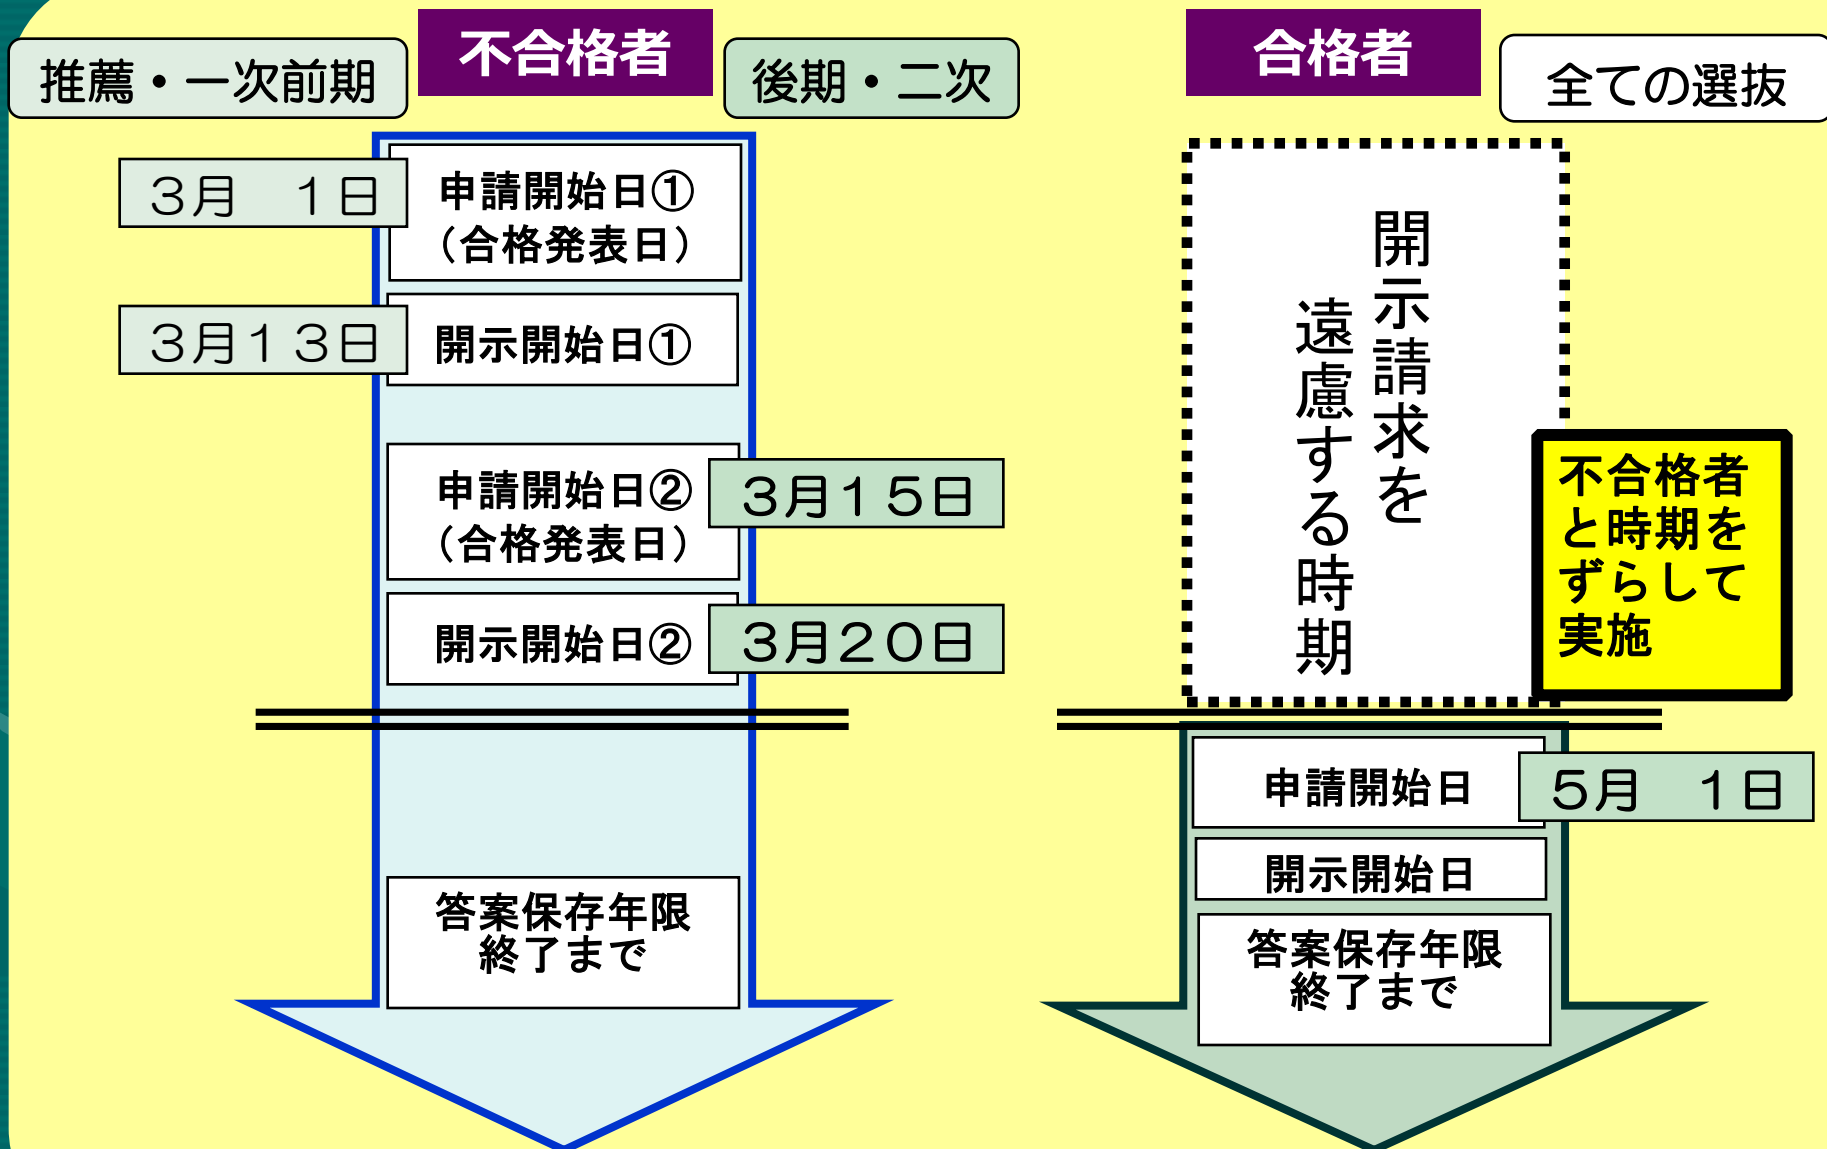 不合格者
推薦・一次前期
後期・二次
３月　１日
申請開始日①
（合格発表日）
３月１３日
開示開始日①
申請開始日②
（合格発表日）
３月１５日
開示開始日②
３月２０日
答案保存年限
終了まで
合格者
全ての選抜
開示請求を
遠慮する時期
不合格者
と時期を
ずらして
実施
申請開始日
５月　１日
開示開始日
答案保存年限
終了まで